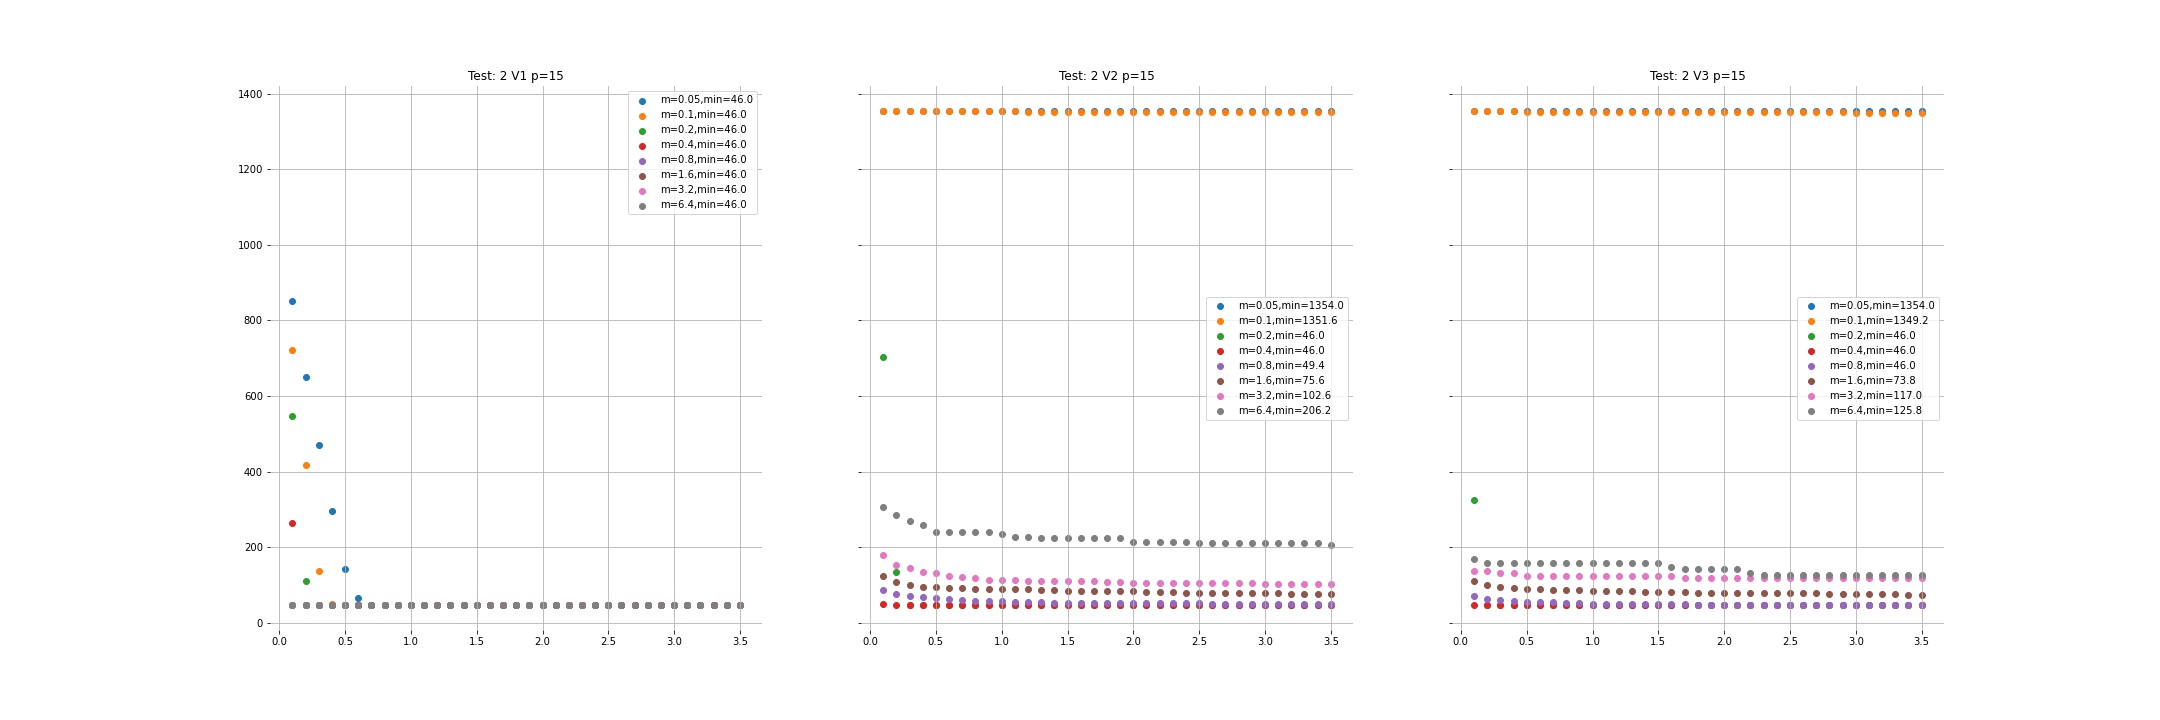 Test: 2 V1 p=15
1400
1200
1000
800
600
400
200
0
0.0 0.5 1.0 1.5 2.0 2.5 3.0 3.5
m=0.05,min=46.0
m=0.1,min=46.0
m=0.2,min=46.0
m=0.4,min=46.0
m=0.8,min=46.0
m=1.6,min=46.0
m=3.2,min=46.0
m=6.4,min=46.0
Test: 2 V2 p=15
m=0.05,min=1354.0
m=0.1,min=1351.6
m=0.2,min=46.0
m=0.4,min=46.0
m=0.8,min=49.4
m=1.6,min=75.6
m=3.2,min=102.6
m=6.4,min=206.2
0.0 0.5 1.0 1.5 2.0 2.5 3.0 3.5
Test: 2 V3 p=15
m=0.05,min=1354.0
m=0.1,min=1349.2
m=0.2,min=46.0
m=0.4,min=46.0
m=0.8,min=46.0
m=1.6,min=73.8
m=3.2,min=117.0
m=6.4,min=125.8
0.0 0.5 1.0 1.5 2.0 2.5 3.0 3.5